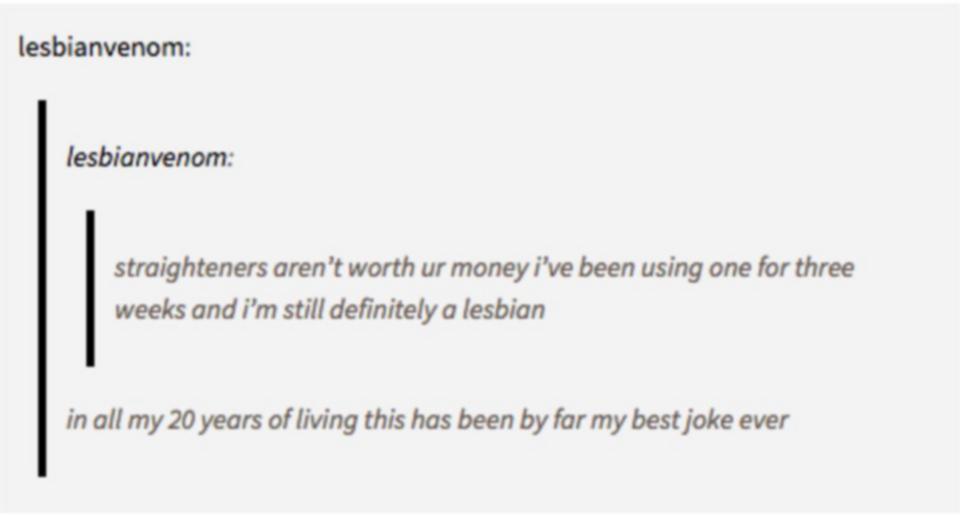 lesbianvenom:
lesbianvenom:
straighteners aren’t worth ur money i’ve been using one for three
weeks and i’m still definitely a lesbian
in all my 20 years of living this has been by far my best joke ever